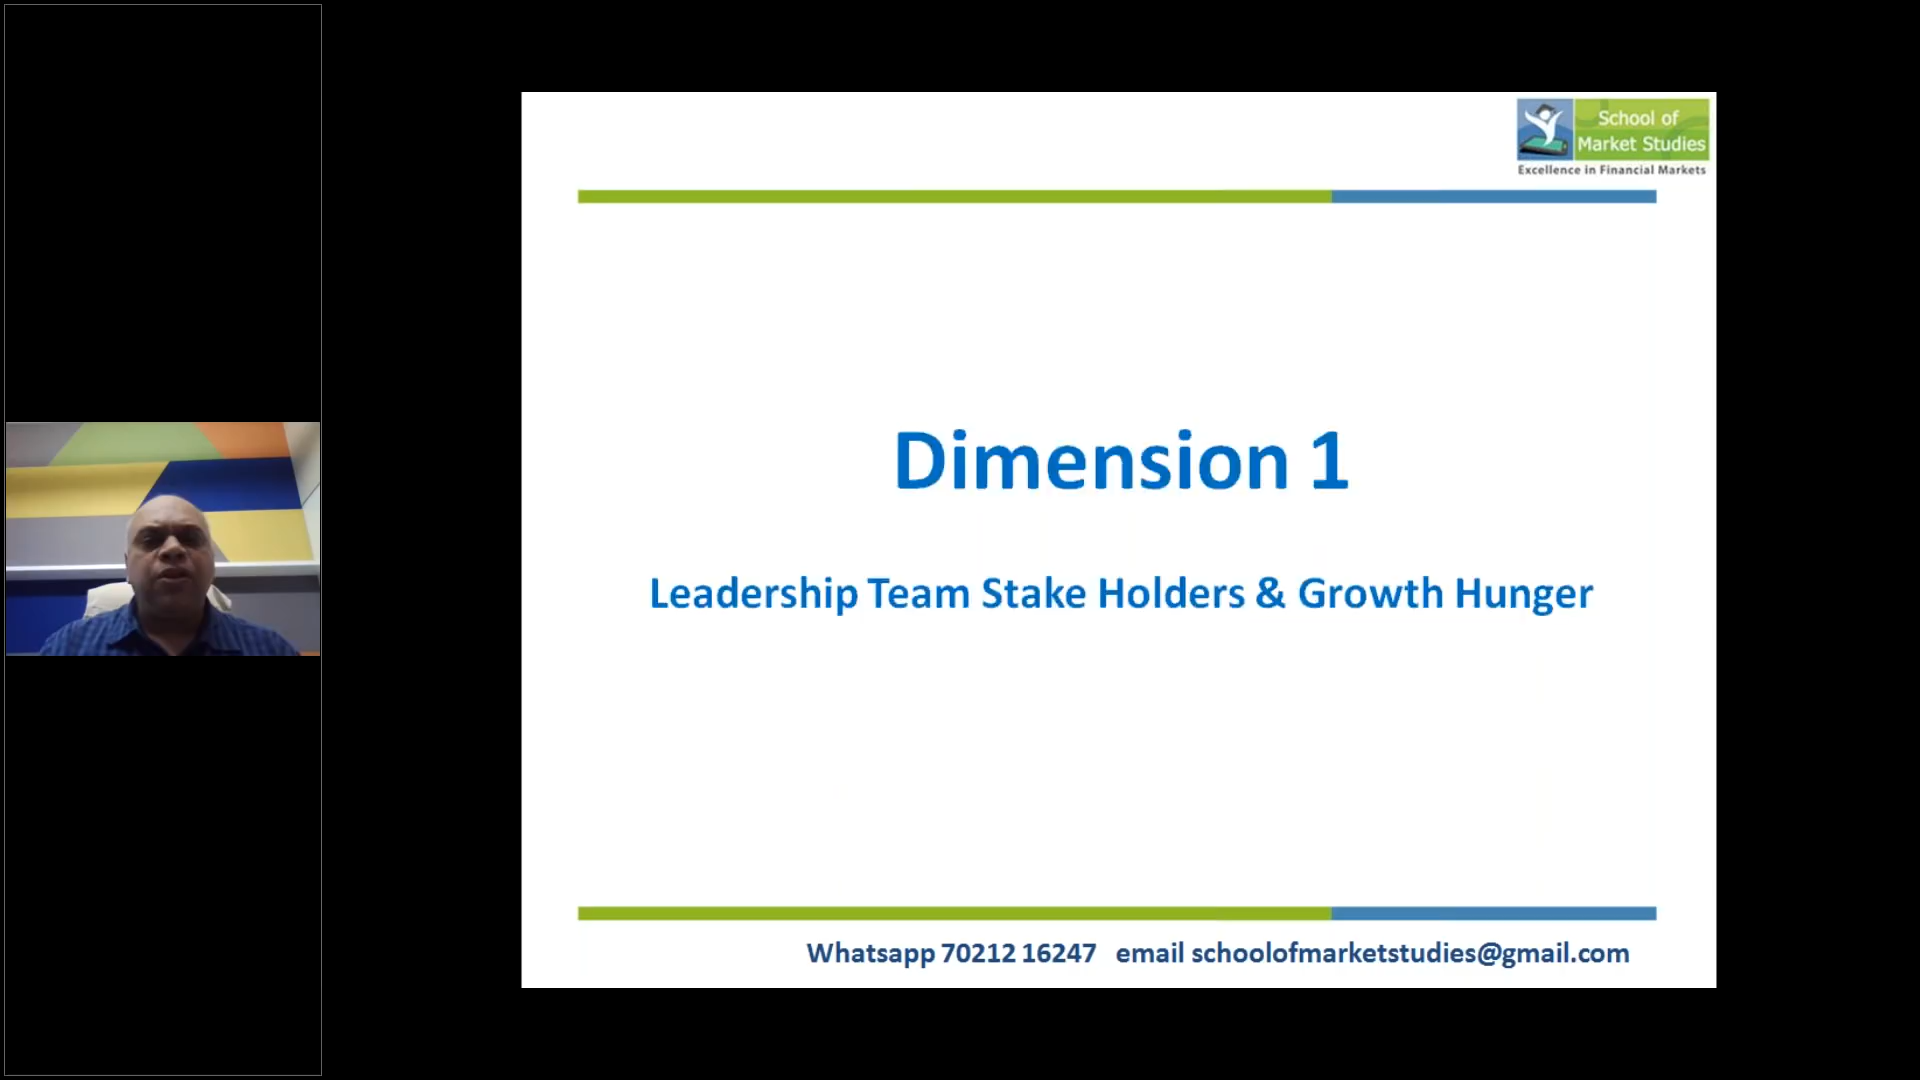 School of
Market Studies
Excellence in Financial Markets
Dimension 1
Leadership Team Stake Holders & Growth Hunger
Whatsapp 70212 16247 email schoolofmarketstudies@gmail.com